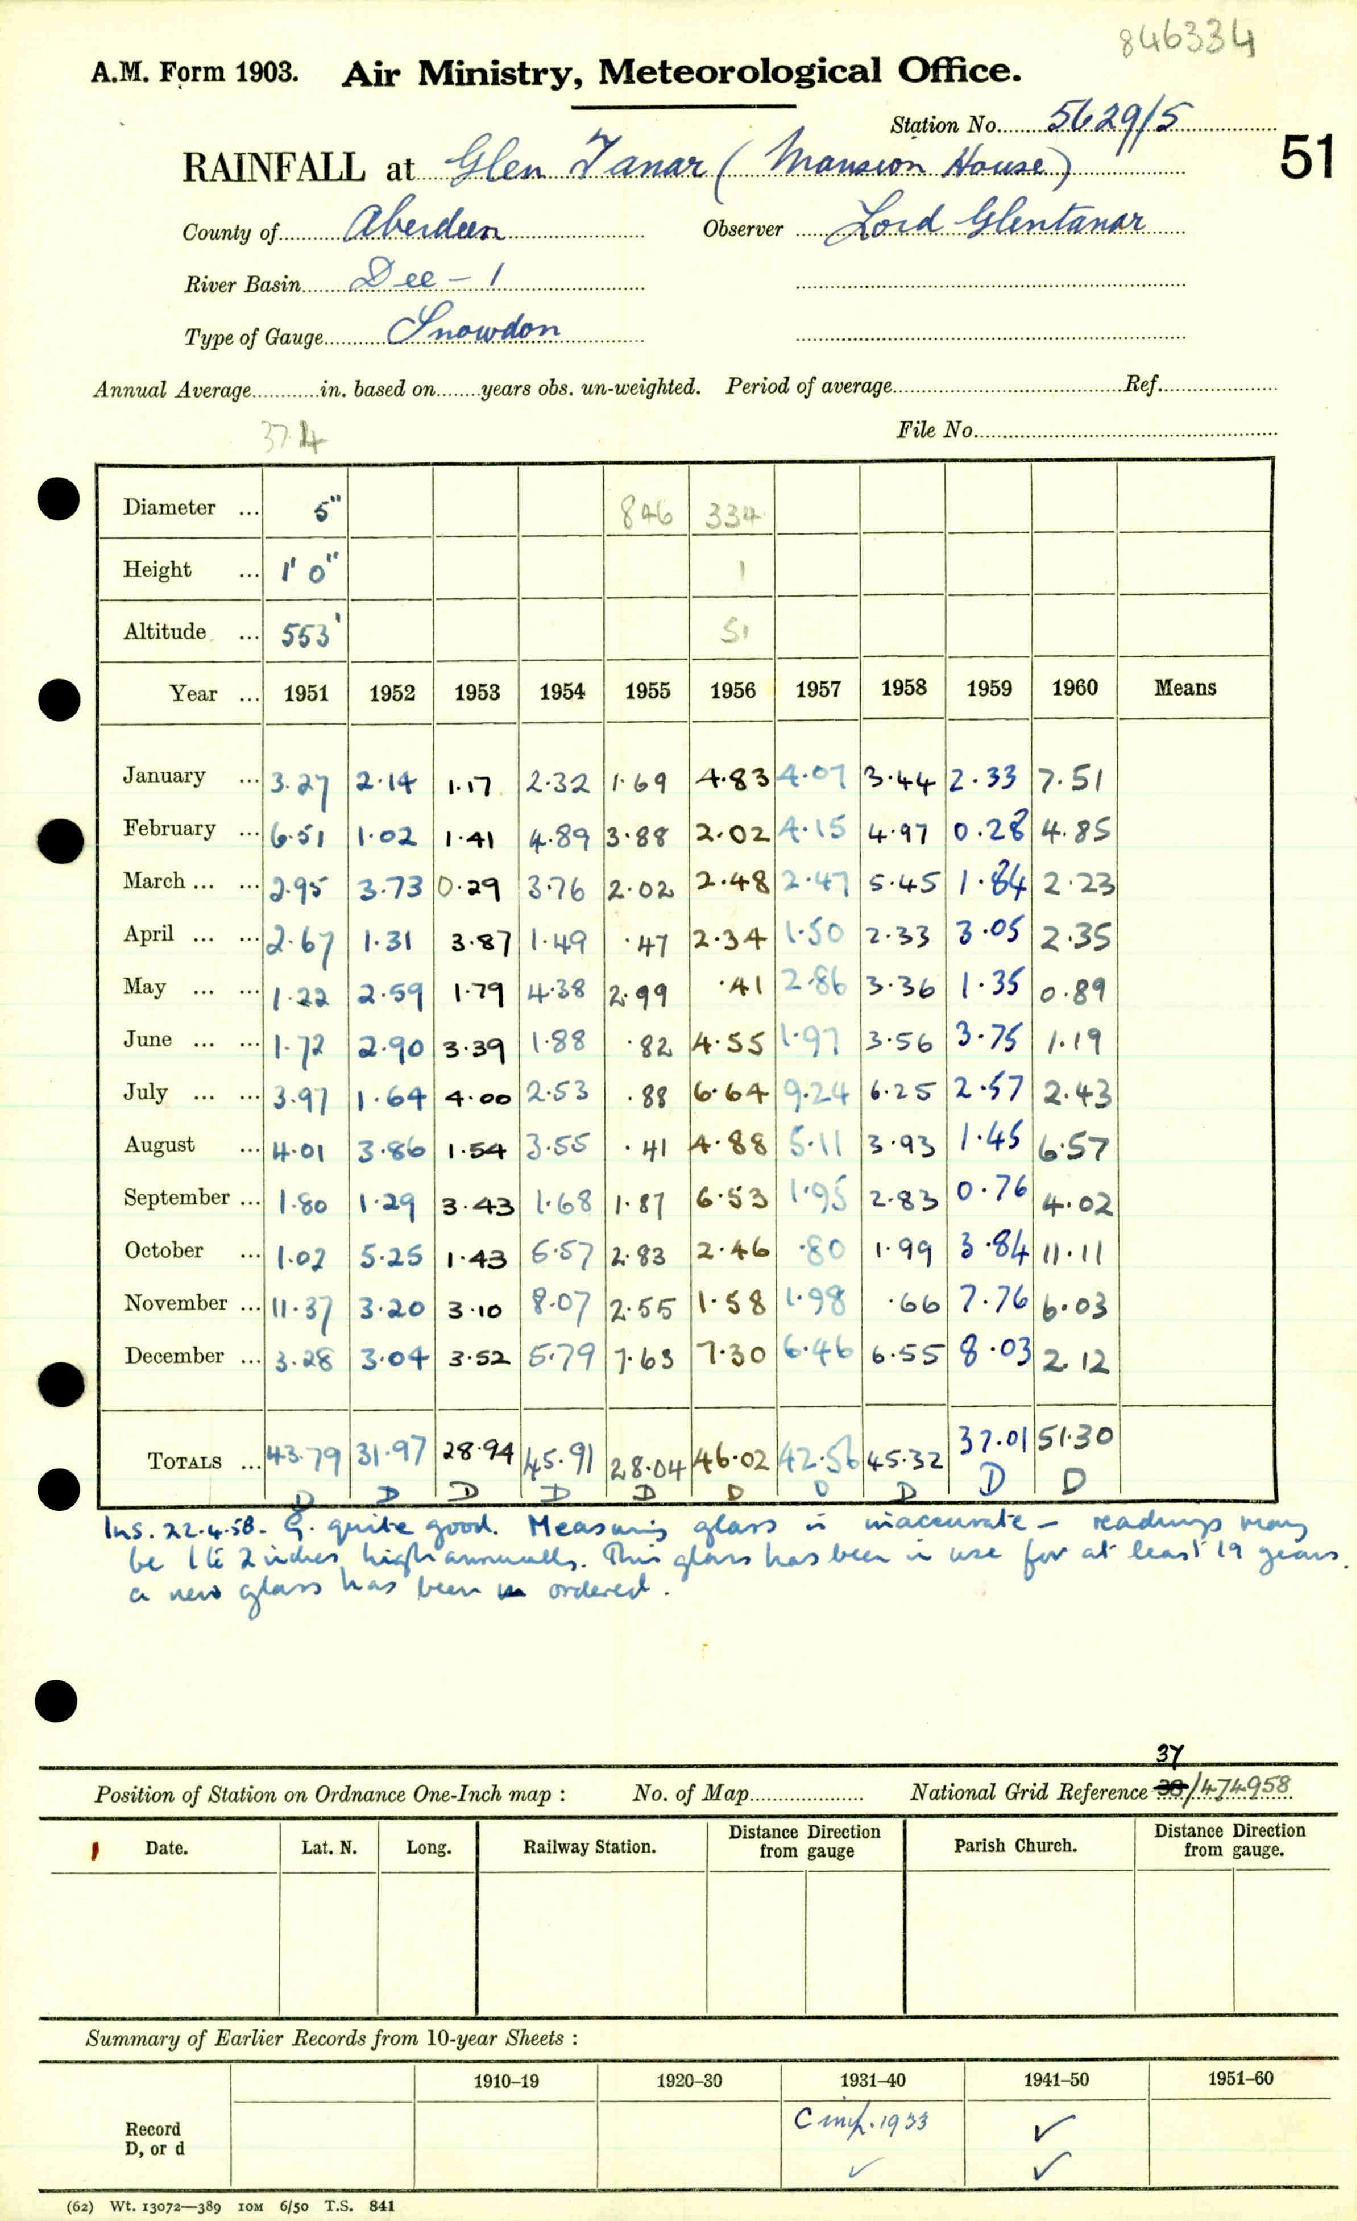 846334
A.M. Form 1903. Air Ministry, Meteorological Office.
Station No. 5629/5
51
RAINFALL at Glen Tanar (Mansion House)
County of Aberdeen Observer Lord Glentanar
River Basin Dee - 1
Type of Gauge Snowdon
Annual Average in. based on years obs. un-weighted. Period of average Ref.
37.4 File No.
Diameter ... 5" 846 334
Height ... 1' 0" 1
Altitude ... 553' 51
Year ... 1951 1952 1953 1954 1955 1956 1957 1958 1959 1960 Means
January ... 3.27 2.14 1.17 2.32 1.69 4.83 4.07 3.44 2.33 7.51
February ... 6.51 1.02 1.41 4.89 3.88 2.02 4.15 4.97 0.28 4.85
March ... ... 2.95 3.73 0.29 3.76 2.02 2.48 2.47 5.45 1.84 2.23
April ... ... 2.67 1.31 3.87 1.49 .47 2.34 1.50 2.33 3.05 2.35
May ... ... 1.22 2.59 1.79 4.38 2.99 .41 2.86 3.36 1.35 0.89
June ... ... 1.72 2.90 3.39 1.88 .82 4.55 1.97 3.56 3.75 1.19
July ... ... 3.97 1.64 4.00 2.53 .88 6.64 9.24 6.25 2.57 2.43
August ... 4.01 3.86 1.54 3.55 .41 4.88 5.11 3.93 1.45 6.57
September ... 1.80 1.29 3.43 1.68 1.87 6.53 1.95 2.83 0.76 4.02
October ... 1.02 5.25 1.43 5.57 2.83 2.46 .80 1.99 3.84 11.11
November ... 11.37 3.20 3.10 8.07 2.55 1.58 1.98 .66 7.76 6.03
December ... 3.28 3.04 3.52 5.79 7.63 7.30 6.46 6.55 8.03 2.12
TOTALS ... 43.79 31.97 28.94 45.91 28.04 46.02 42.56 45.32 37.01 51.30
D D D D D D D D D D
Ins. 22.4.58. G. quite good. Measuring glass is inaccurate - readings may
be 1 to 2 inches high annually. This glass has been in use for at least 19 years.
a new glass has been ordered.
37
Position of Station on Ordnance One-Inch map : No. of Map National Grid Reference 38/474958
Date. Lat. N. Long. Railway Station. Distance from Direction gauge Parish Church. Distance from Direction gauge.
Summary of Earlier Records from 10-year Sheets :
1910–19 1920–30 1931–40 1941–50 1951–60
Record C inf. 1933 ✓
D, or d ✓ ✓
(62) Wt. 13072—389 10M 6/50 T.S. 841